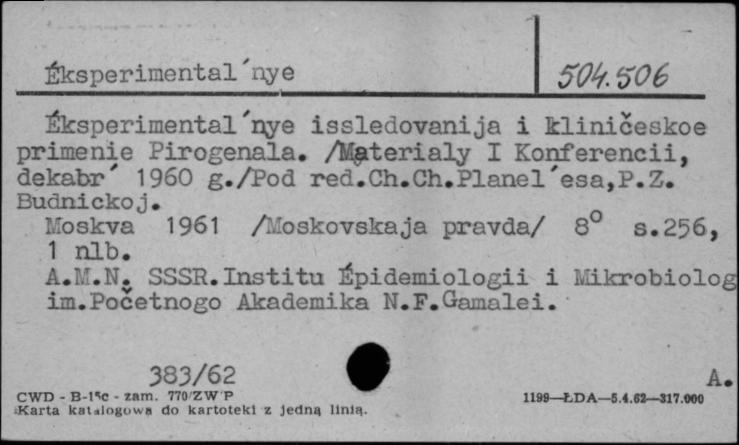 Éksperimental´nye
504.506
Éksperimental´nye issledovanija i kliničeskoe
primenie Pirogenala. /Materialy I Konferencii,
dekabr´ 1960 g./Pod red.Ch.Ch.Planel´esa,P.Z.
Budnickoj.
Moskva 1961 /Moskovskaja pravda/ 8° s.256,
1 nlb.
A.M.N. SSSR.Institu Épidemiologii i Mikrobiolog
im.Početnogo Akademika N.F.Gamalei.
383/62
A.
CWD - B-15c - zam. 770/ZWP
Karta katalogowa do kartoteki z jedną linią.
1199—ŁDA—5.4.62—317.000